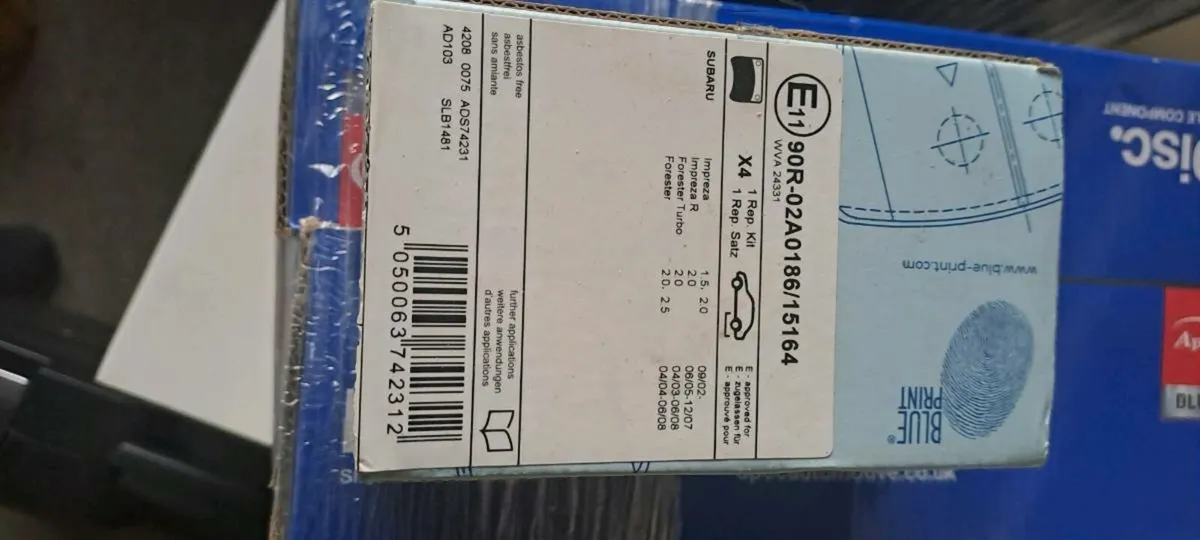 E11 90R-02A0186/15164
WVA 24331
X4 1 Rep. Kit
1 Rep. Satz
E - approved for
E - zugelassen für
E - approuvé pour
SUBARU
Impreza 1.5, 2.0 09/02-
Impreza R 2.0 06/05-12/07
Forester Turbo 2.0 04/03-06/08
Forester 2.0, 2.5 04/04-06/08
asbestos free
asbestfrei
sans amiante
further applications
weitere anwendungen
d'autres applications
4208 0075 ADS74231
AD103 SLB1481
5 050063 742312
www.blue-print.com
BLUE
PRINT®
Disc.
LE COMPONENT
Ap